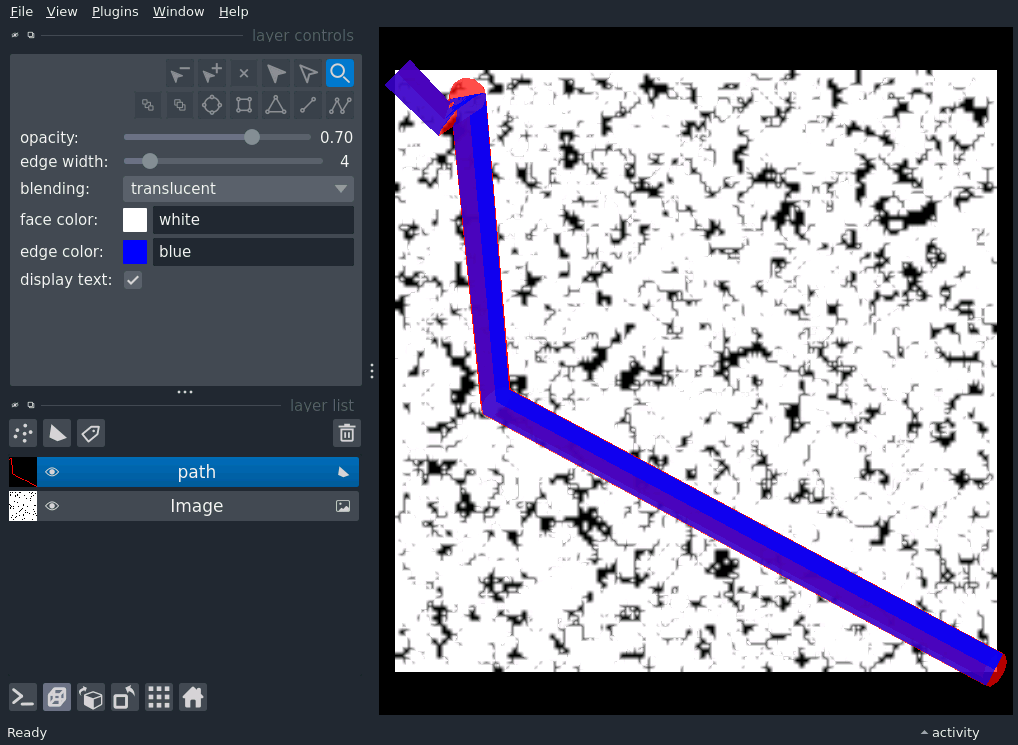 File View Plugins Window Help
layer controls
opacity: 0.70
edge width: 4
blending: translucent
face color: white
edge color: blue
display text:
layer list
path
Image
Ready
activity